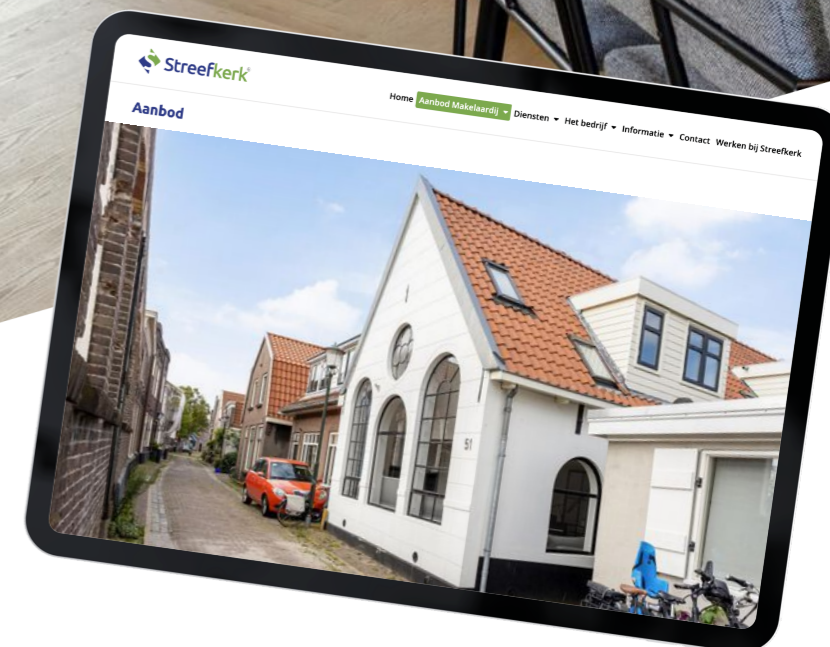 Streefkerk®
Home Aanbod Makelaardij Diensten Het bedrijf Informatie Contact Werken bij Streefkerk
Aanbod
51